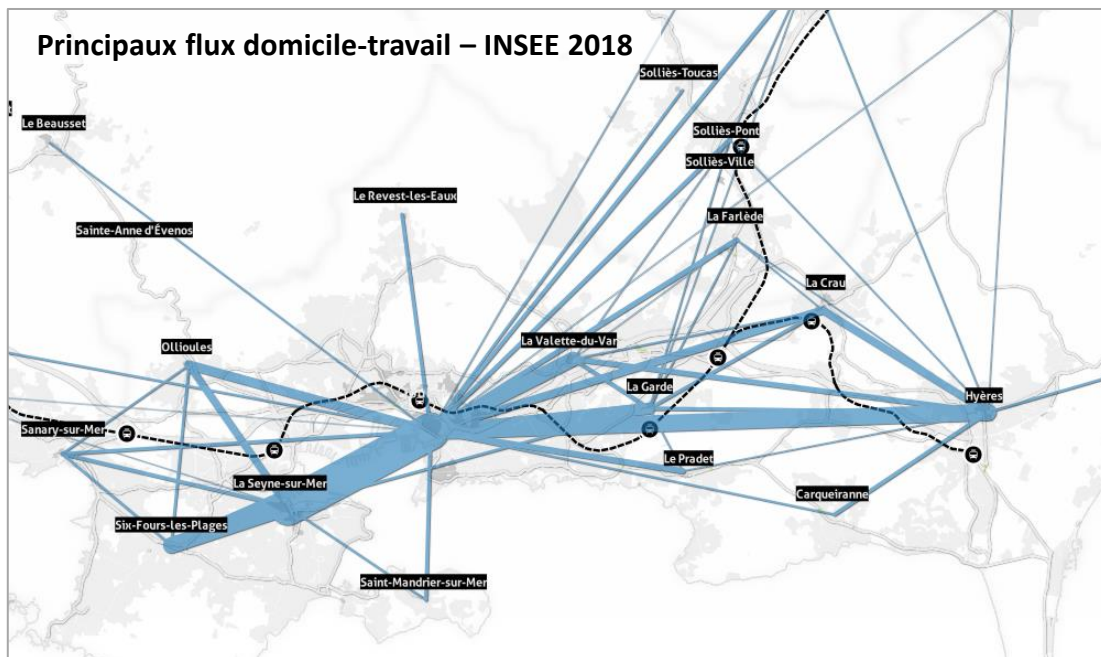 Principaux flux domicile-travail – INSEE 2018
Solliès-Toucas
Le Beausset
Solliès-Pont
Solliès-Ville
Le Revest-les-Eaux
La Farlède
Sainte-Anne d'Évenos
La Crau
La Valette-du-Var
Ollioules
La Garde
Hyères
Sanary-sur-Mer
Le Pradet
La Seyne-sur-Mer
Carqueiranne
Six-Fours-les-Plages
Saint-Mandrier-sur-Mer